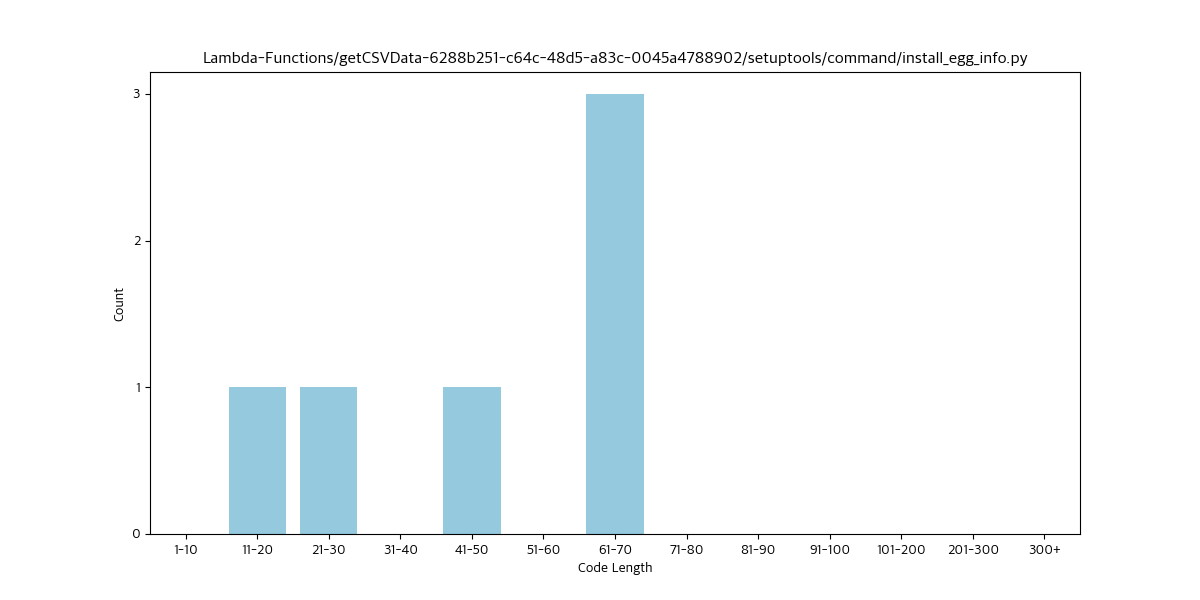 Lambda-Functions/getCSVData-6288b251-c64c-48d5-a83c-0045a4788902/setuptools/command/install_egg_info.py
3
2
1
0
Count
1-10 11-20 21-30 31-40 41-50 51-60 61-70 71-80 81-90 91-100 101-200 201-300 300+
Code Length